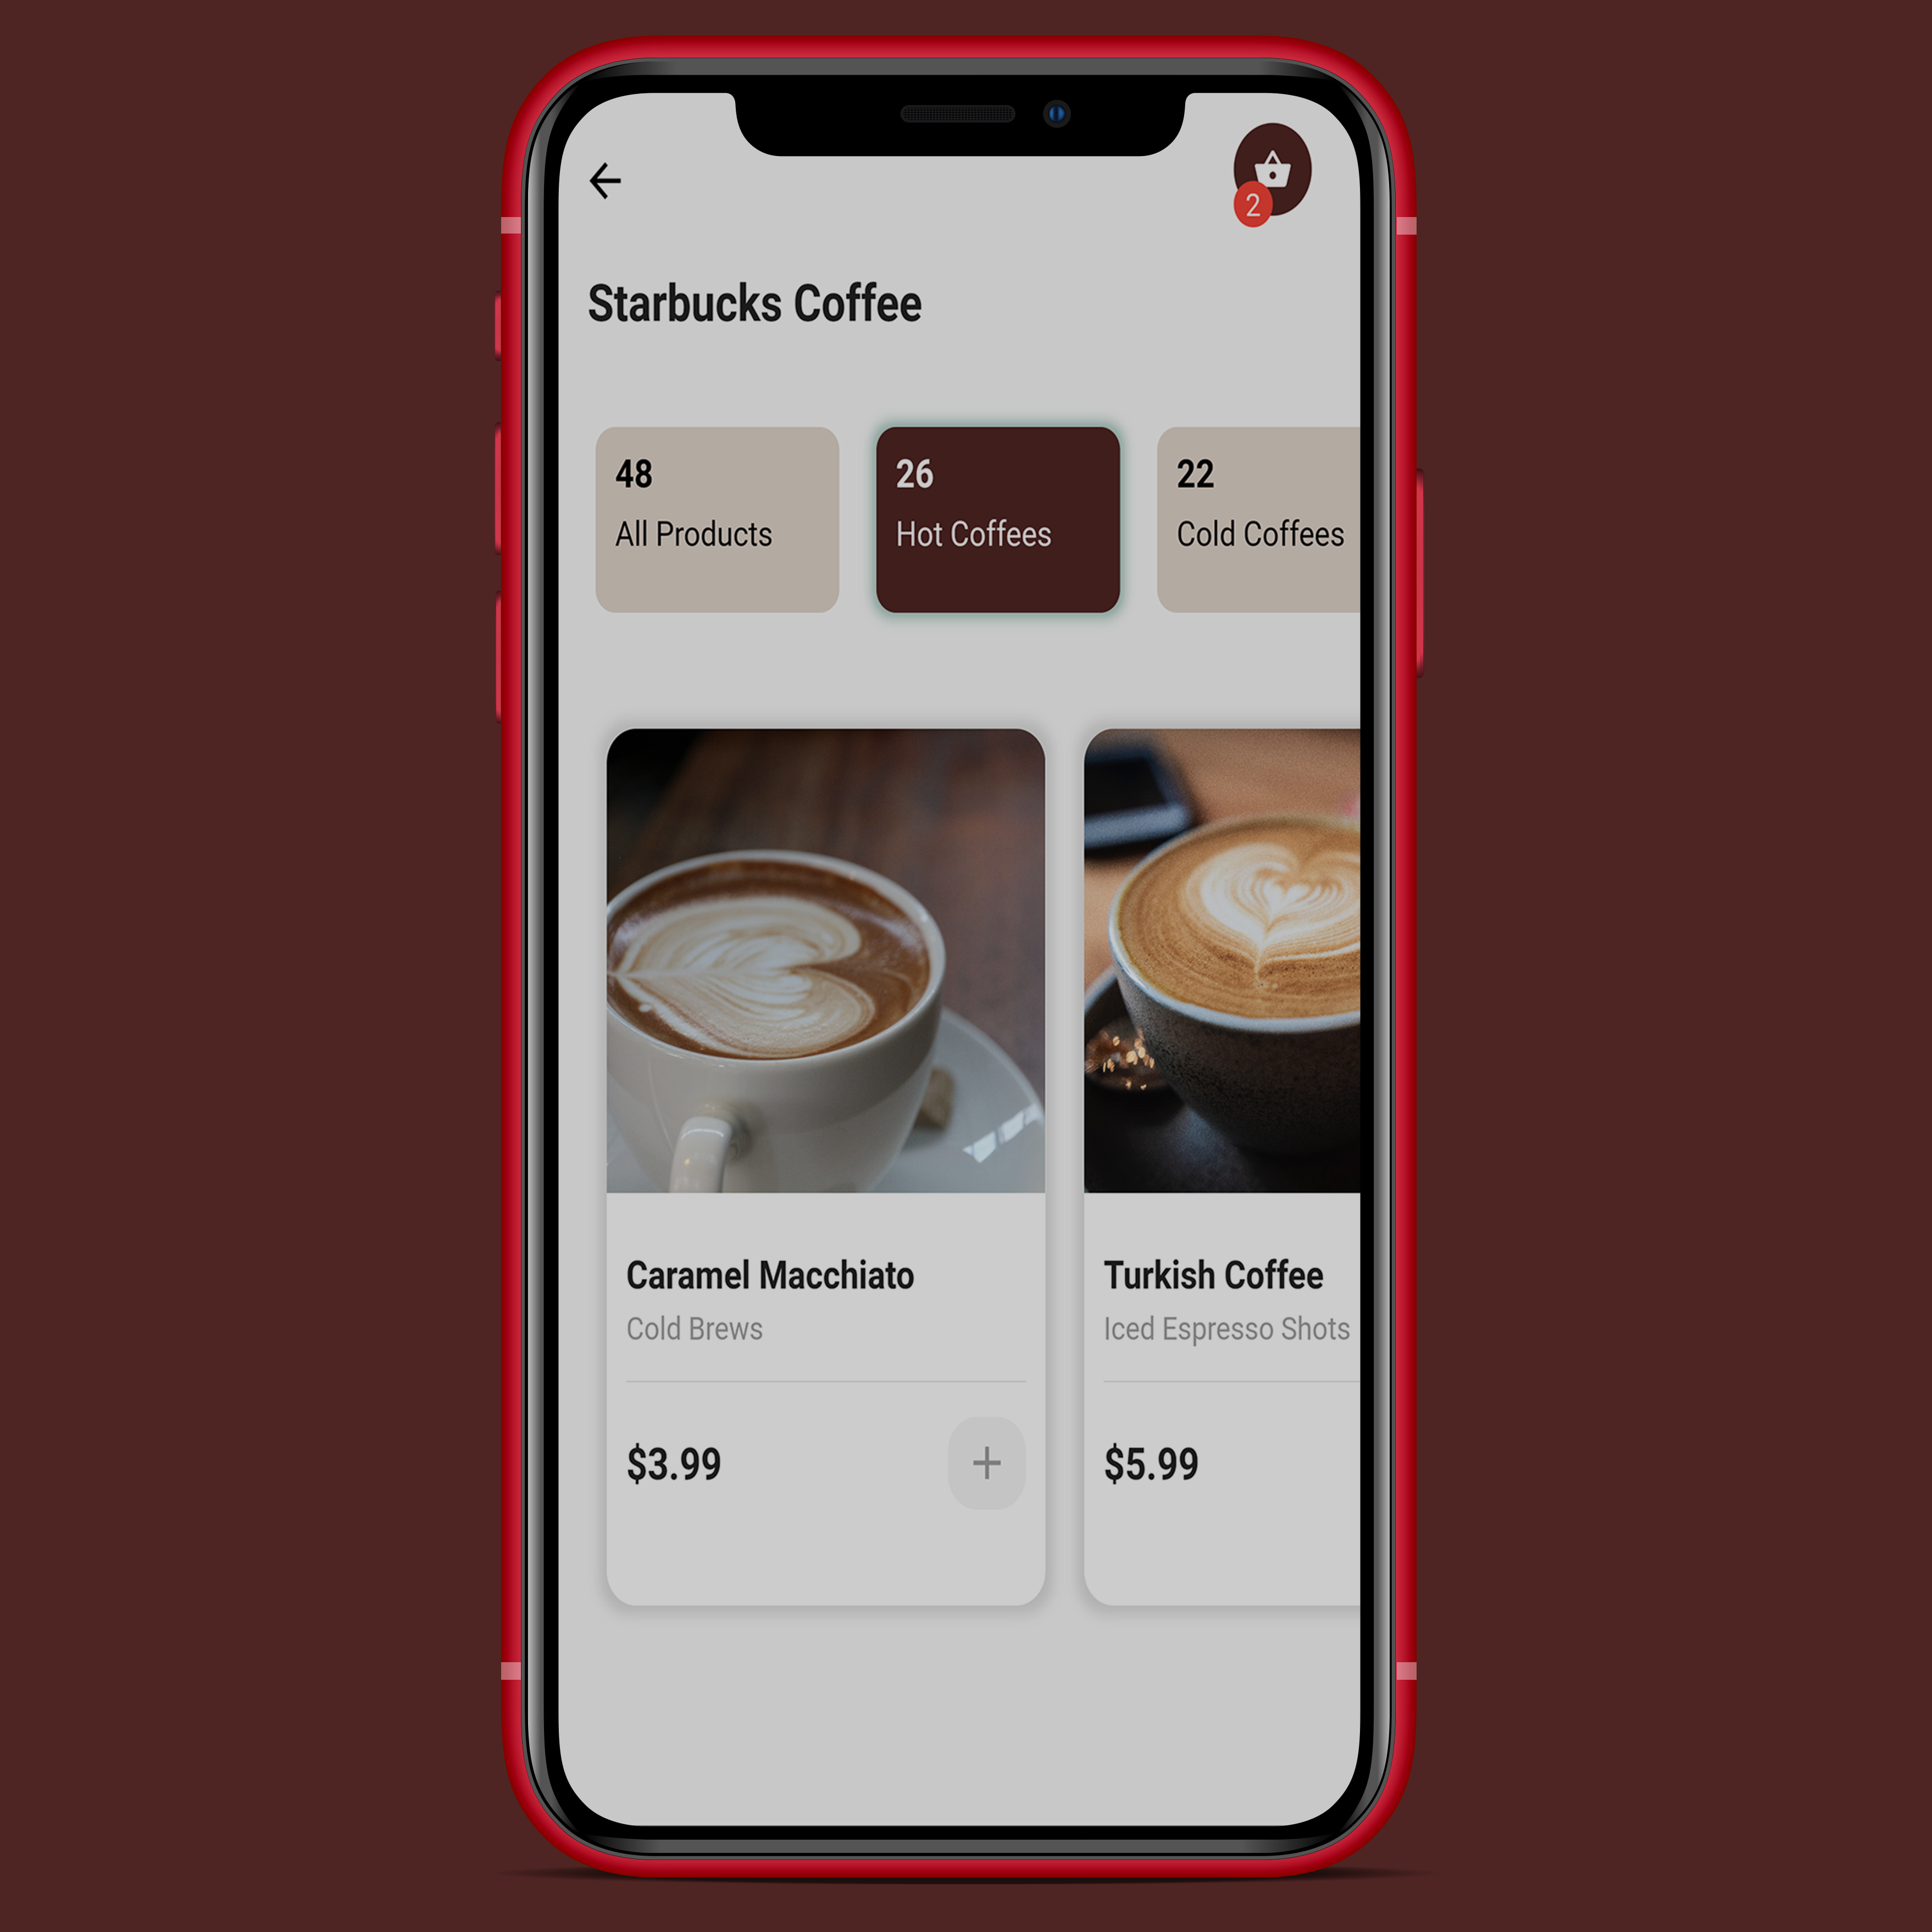 2
Starbucks Coffee
48
All Products
26
Hot Coffees
22
Cold Coffees
Caramel Macchiato
Cold Brews
$3.99
Turkish Coffee
Iced Espresso Shots
$5.99